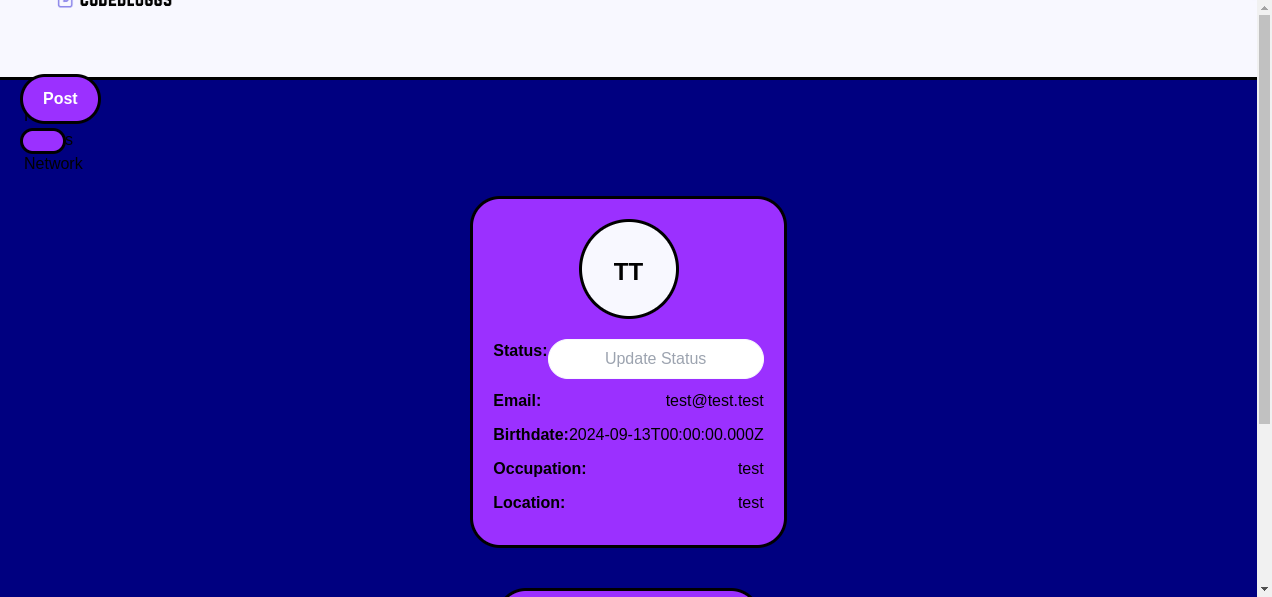 CODEBLOGGS
Post
s
Network
TT
Status: Update Status
Email: test@test.test
Birthdate:2024-09-13T00:00:00.000Z
Occupation: test
Location: test